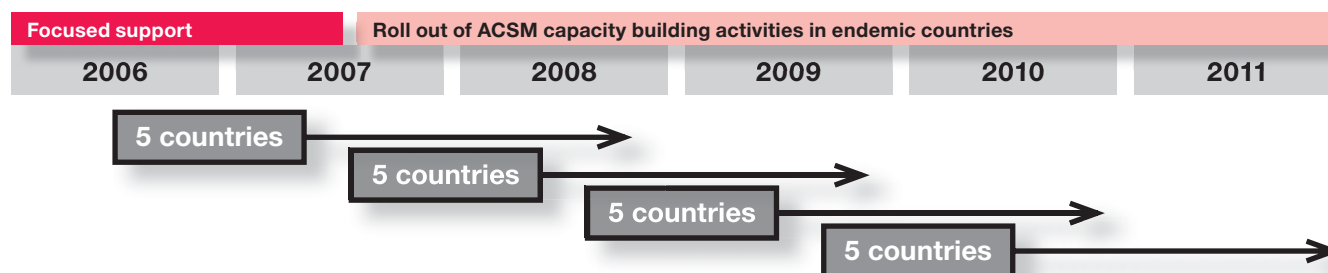 Focused support
Roll out of ACSM capacity building activities in endemic countries
2006 2007 2008 2009 2010 2011
5 countries
5 countries
5 countries
5 countries